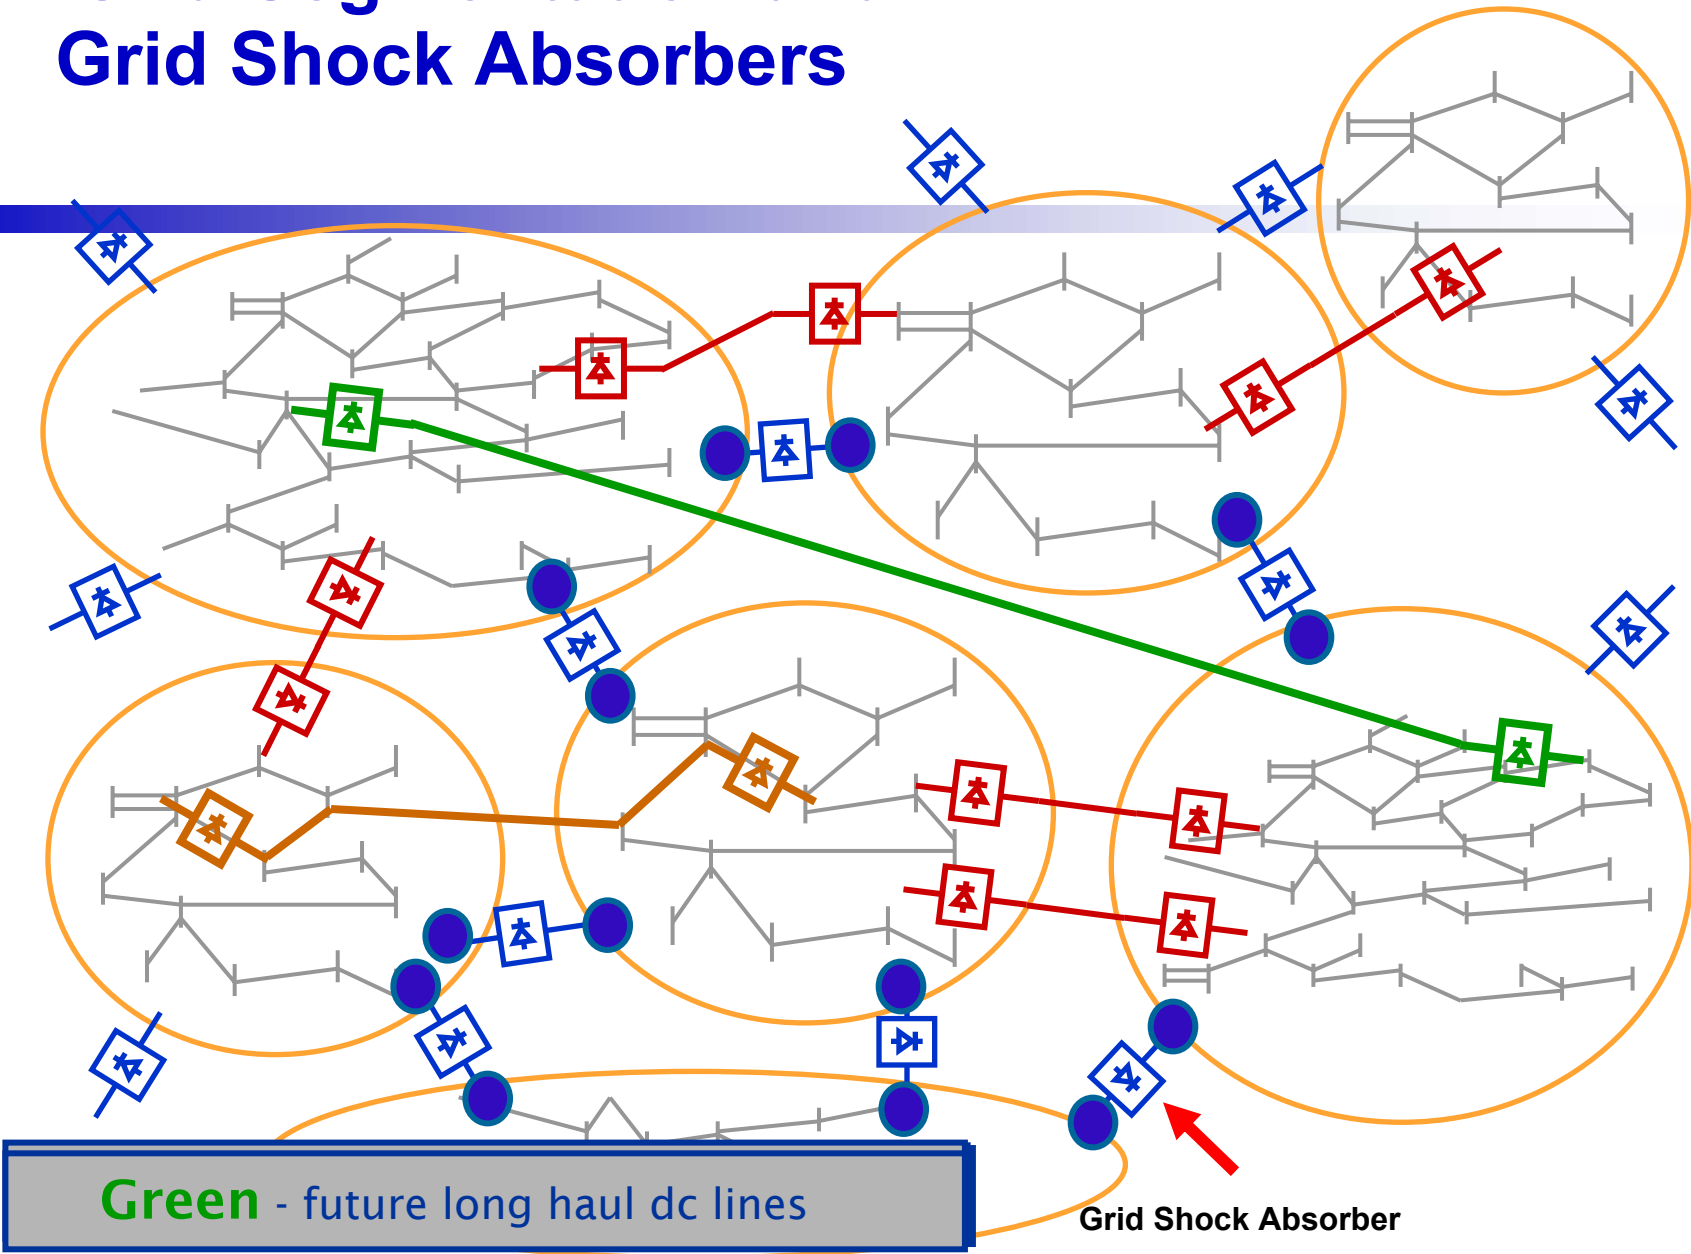 Grid Shock Absorbers
Green - future long haul dc lines
Grid Shock Absorber